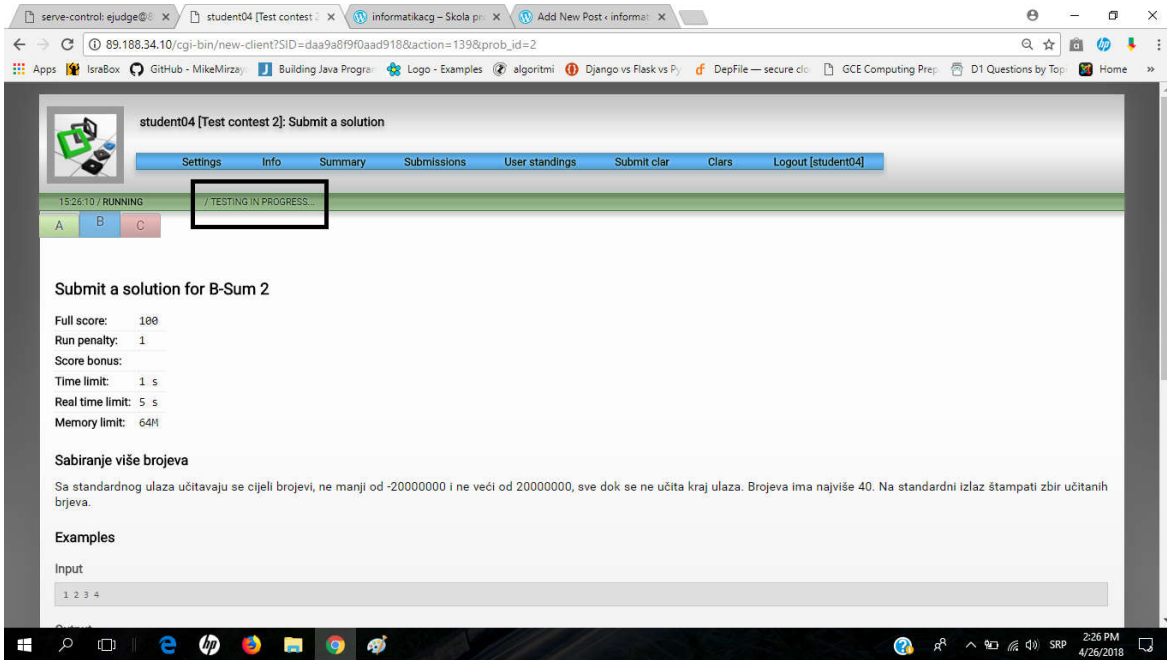 serve-control: ejudge@
student04 [Test contest 2
informatikacg – Skola pr
Add New Post ‹ informat
89.188.34.10/cgi-bin/new-client?SID=daa9a8f9f0aad918&action=139&prob_id=2
Apps IsraBox GitHub - MikeMirzay Building Java Progra Logo - Examples algoritmi Django vs Flask vs Py DepFile — secure clo GCE Computing Prep D1 Questions by Top Home »
student04 [Test contest 2]: Submit a solution
Settings Info Summary Submissions User standings Submit clar Clars Logout [student04]
15:26:10 / RUNNING / TESTING IN PROGRESS...
A B C
Submit a solution for B-Sum 2
Full score: 100
Run penalty: 1
Score bonus:
Time limit: 1 s
Real time limit: 5 s
Memory limit: 64M
Sabiranje više brojeva
Sa standardnog ulaza učitavaju se cijeli brojevi, ne manji od -20000000 i ne veći od 20000000, sve dok se ne učita kraj ulaza. Brojeva ima najviše 40. Na standardni izlaz štampati zbir učitanih
brjeva.
Examples
Input
1 2 3 4
SRP
2:26 PM
4/26/2018